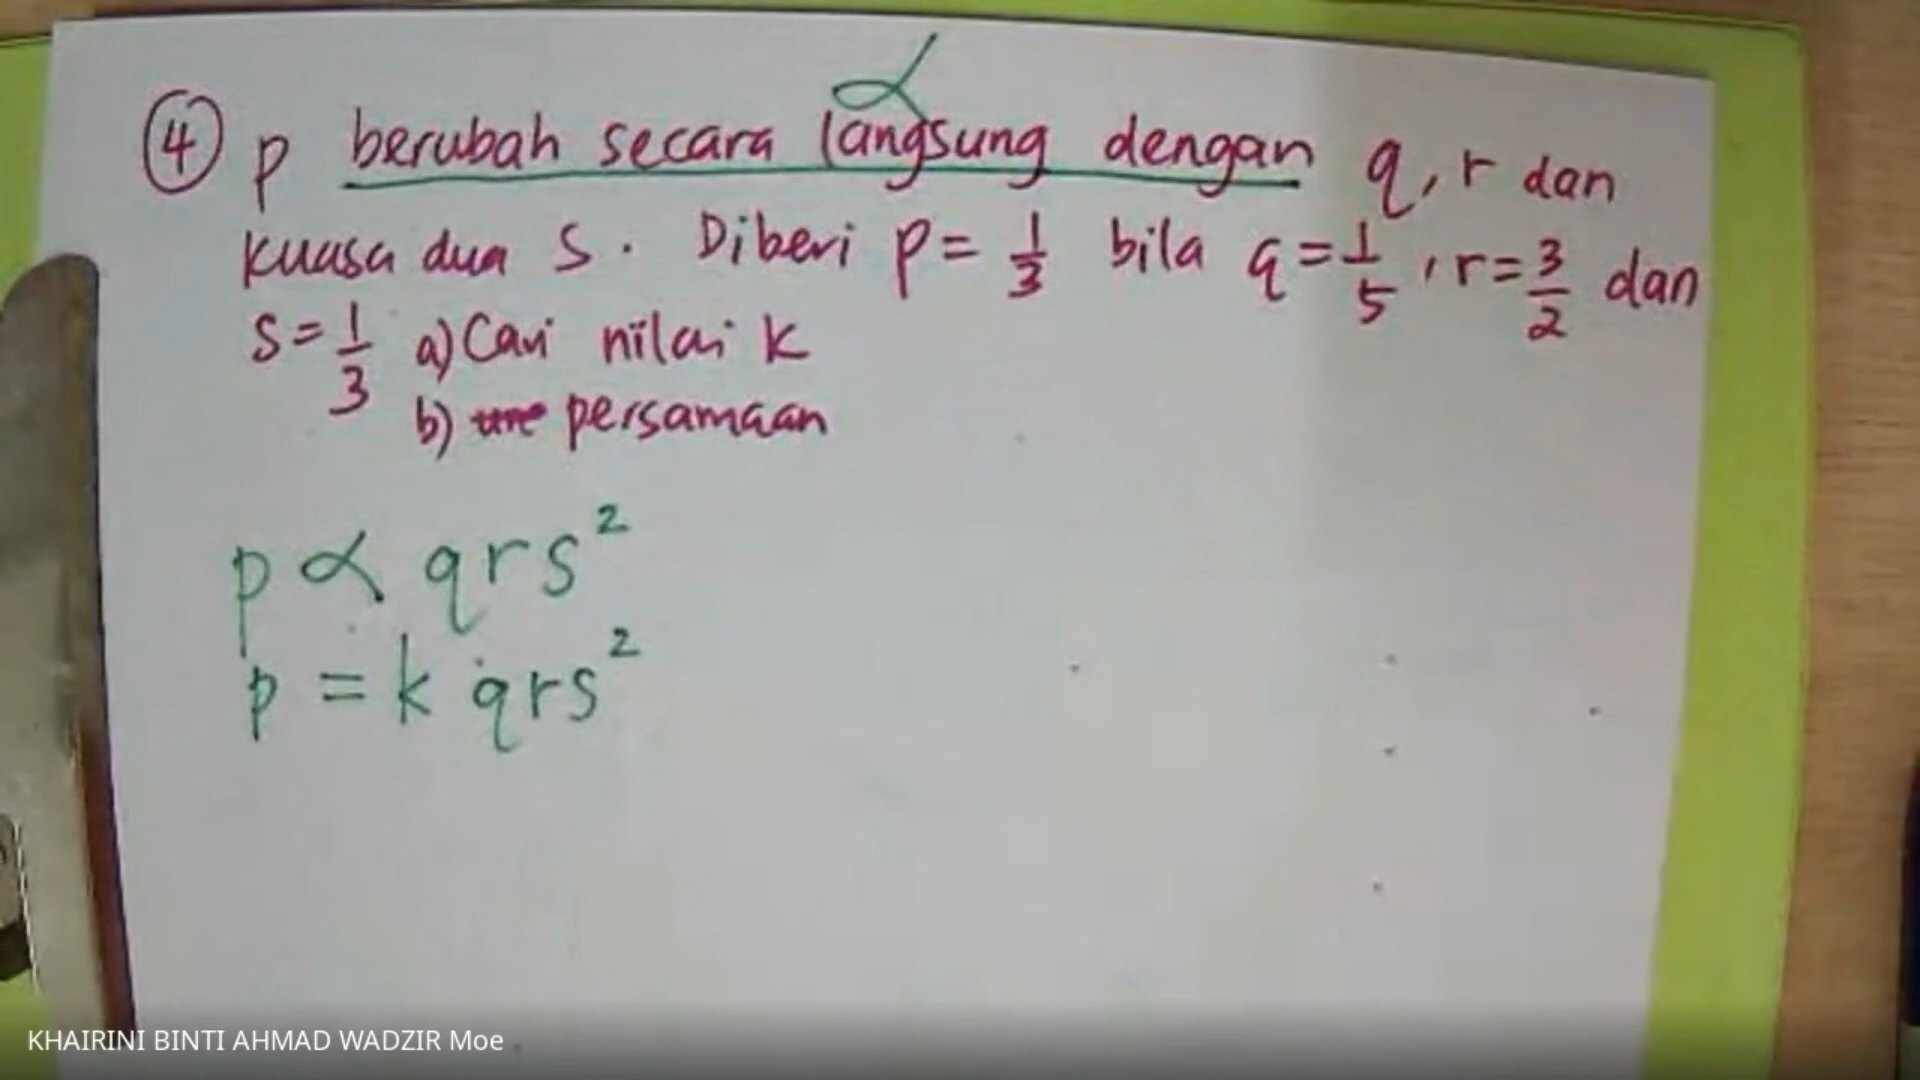 ∝
④ p berubah secara langsung dengan q, r dan
kuasa dua s. Diberi p = 1/3 bila q = 1/5, r = 3/2 dan
s = 1/3 a) Cari nilai k
b) persamaan
p ∝ qrs²
p = k qrs²
KHAIRINI BINTI AHMAD WADZIR Moe